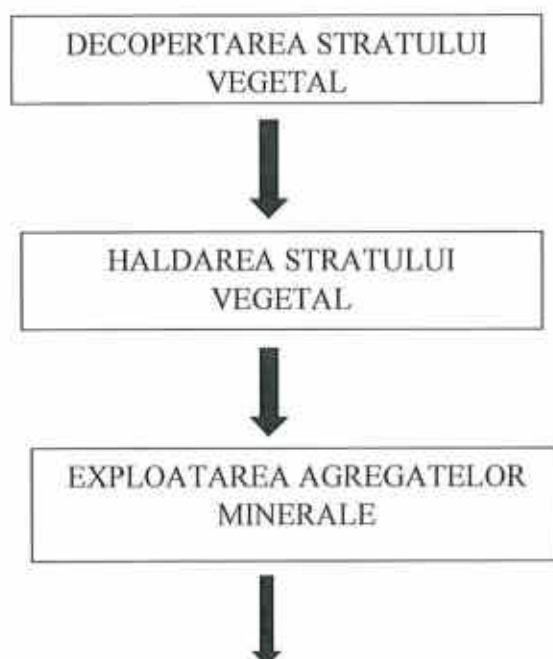 DECOPERTAREA STRATULUI
VEGETAL
HALDAREA STRATULUI
VEGETAL
EXPLOATAREA AGREGATELOR
MINERALE